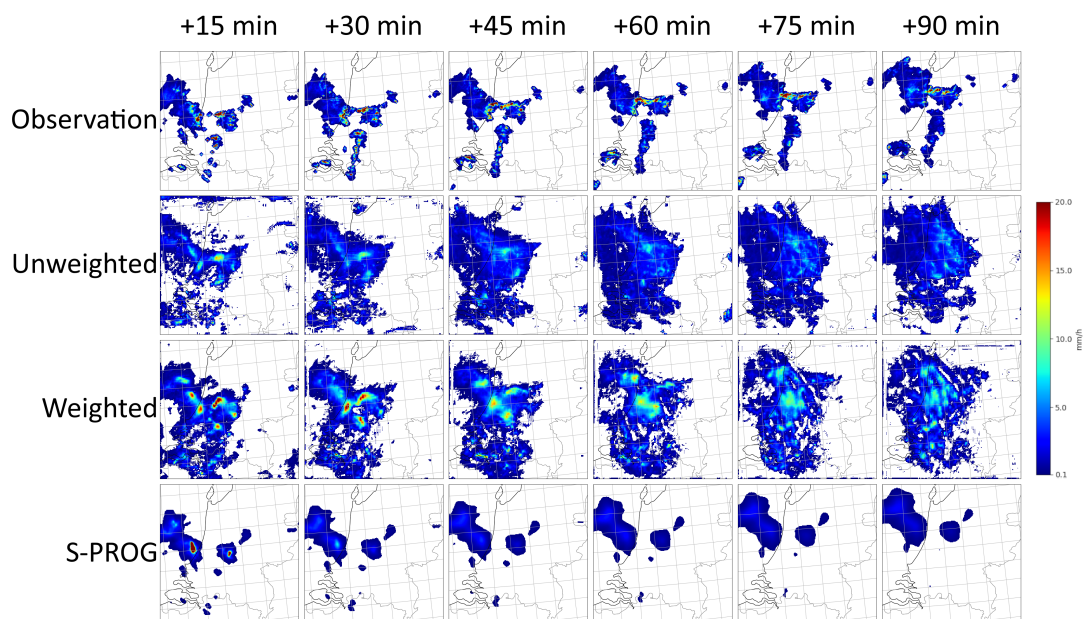 +15 min +30 min +45 min +60 min +75 min +90 min
Observation
Unweighted
Weighted
S-PROG
20.0
15.0
10.0
5.0
0.1
mm/h